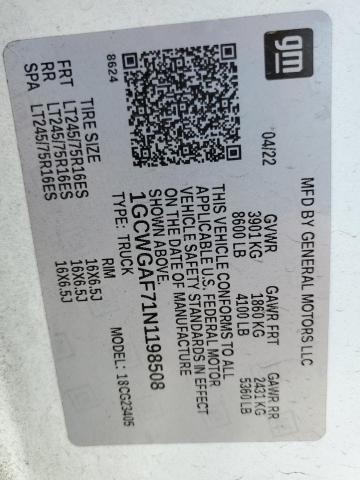 gm
MFD BY GENERAL MOTORS LLC
04/22
GVWR GAWR FRT GAWR RR
3901 KG 1860 KG 2431 KG
8600 LB 4100 LB 5360 LB
THIS VEHICLE CONFORMS TO ALL
APPLICABLE U.S. FEDERAL MOTOR
VEHICLE SAFETY STANDARDS IN EFFECT
ON THE DATE OF MANUFACTURE
SHOWN ABOVE.
1GCWGAF71N1198508
TYPE: TRUCK MODEL: 18CG23405
8624
TIRE SIZE RIM
FRT LT245/75R16ES 16X6.5J
RR LT245/75R16ES 16X6.5J
SPA LT245/75R16ES 16X6.5J